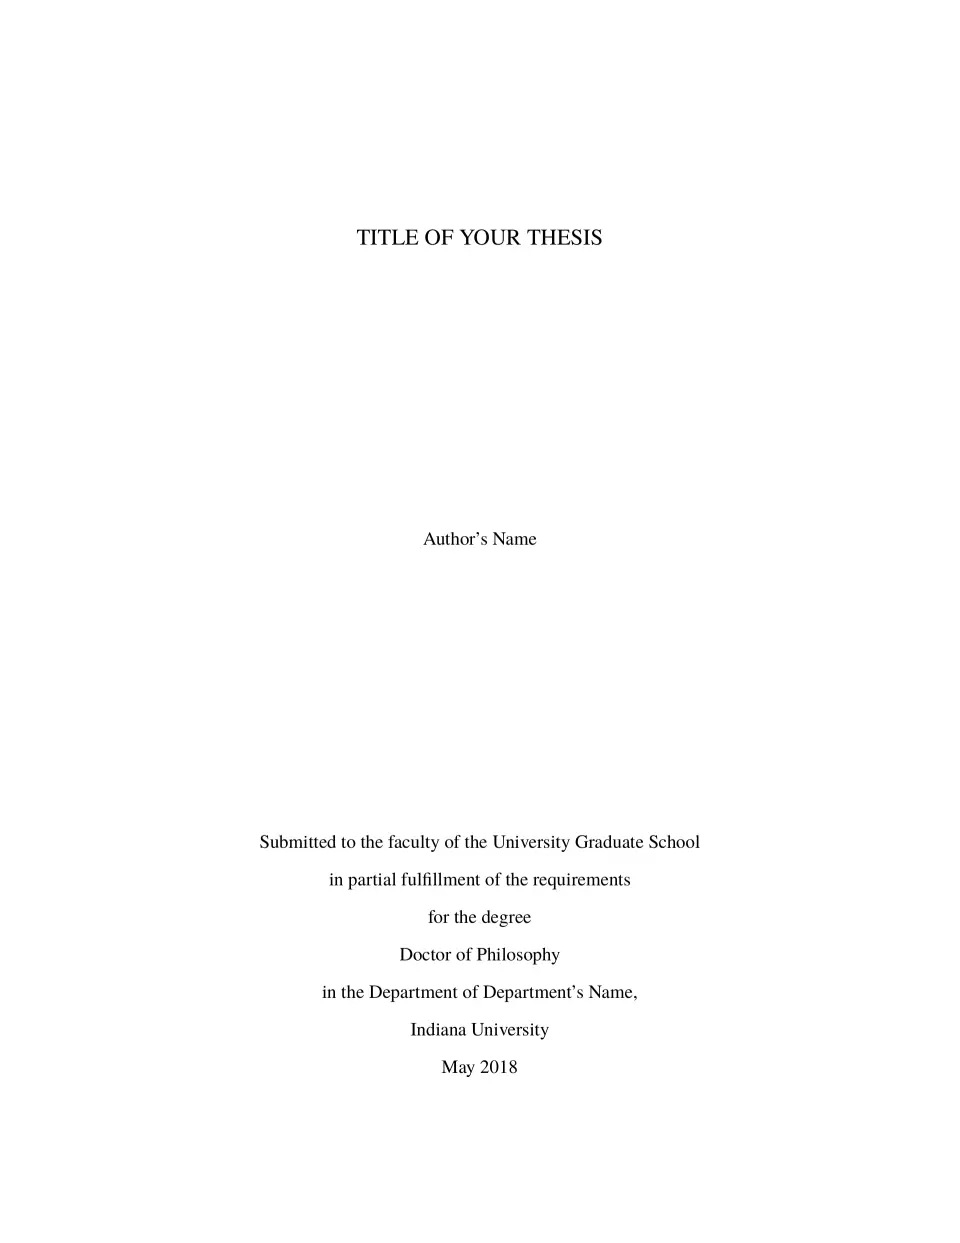 TITLE OF YOUR THESIS
Author’s Name
Submitted to the faculty of the University Graduate School
in partial fulfillment of the requirements
for the degree
Doctor of Philosophy
in the Department of Department’s Name,
Indiana University
May 2018